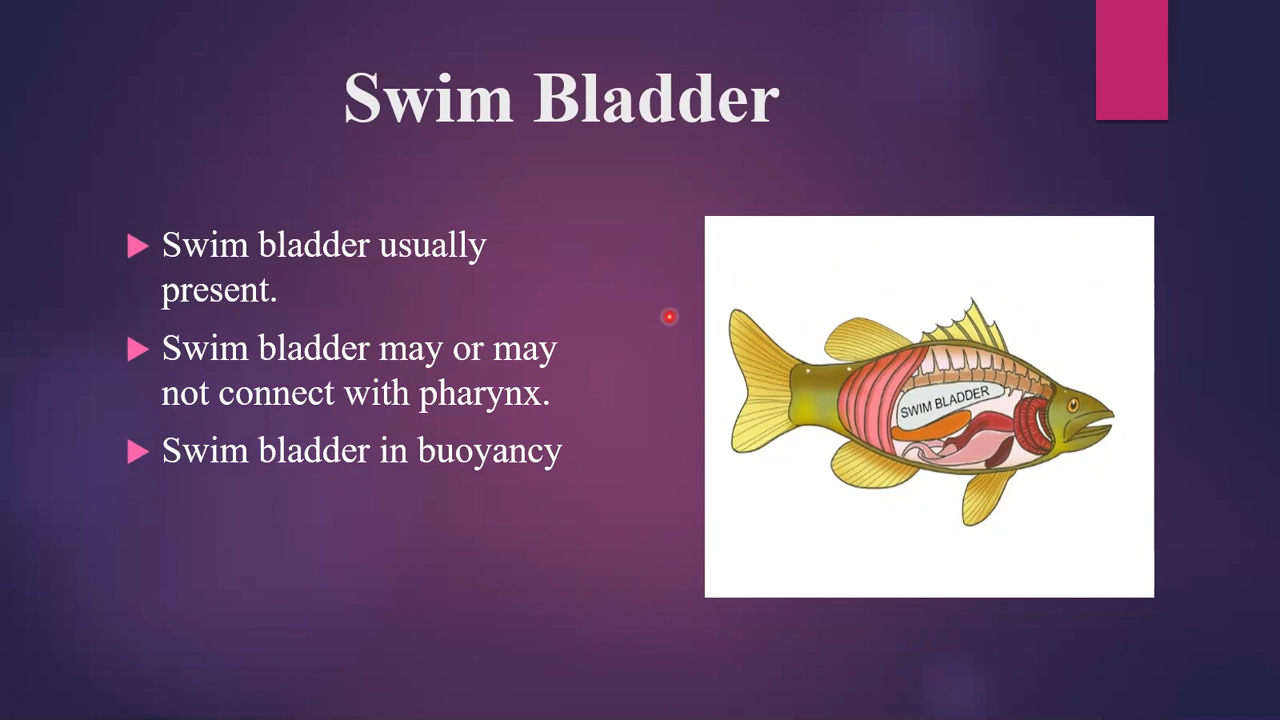 Swim Bladder
Swim bladder usually
present.
Swim bladder may or may
not connect with pharynx.
Swim bladder in buoyancy
SWIM BLADDER